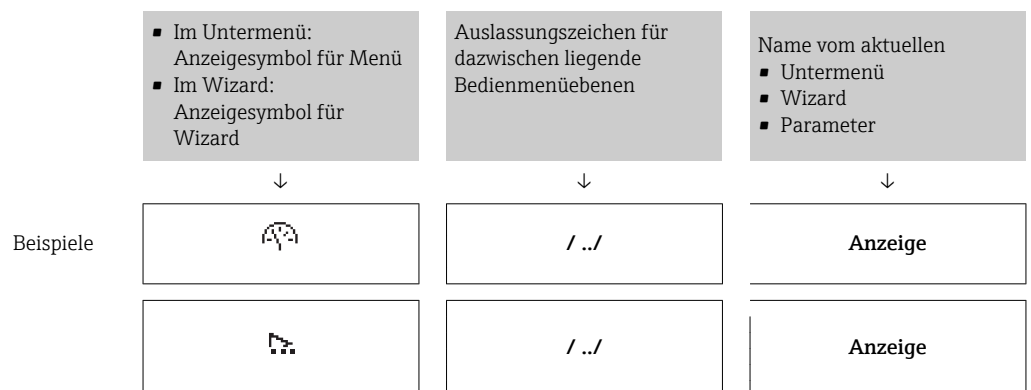 ▪ Im Untermenü:
Anzeigesymbol für Menü
▪ Im Wizard:
Anzeigesymbol für
Wizard
Auslassungszeichen für
dazwischen liegende
Bedienmenüebenen
Name vom aktuellen
▪ Untermenü
▪ Wizard
▪ Parameter
↓ ↓ ↓
Beispiele / ../ Anzeige
/ ../ Anzeige